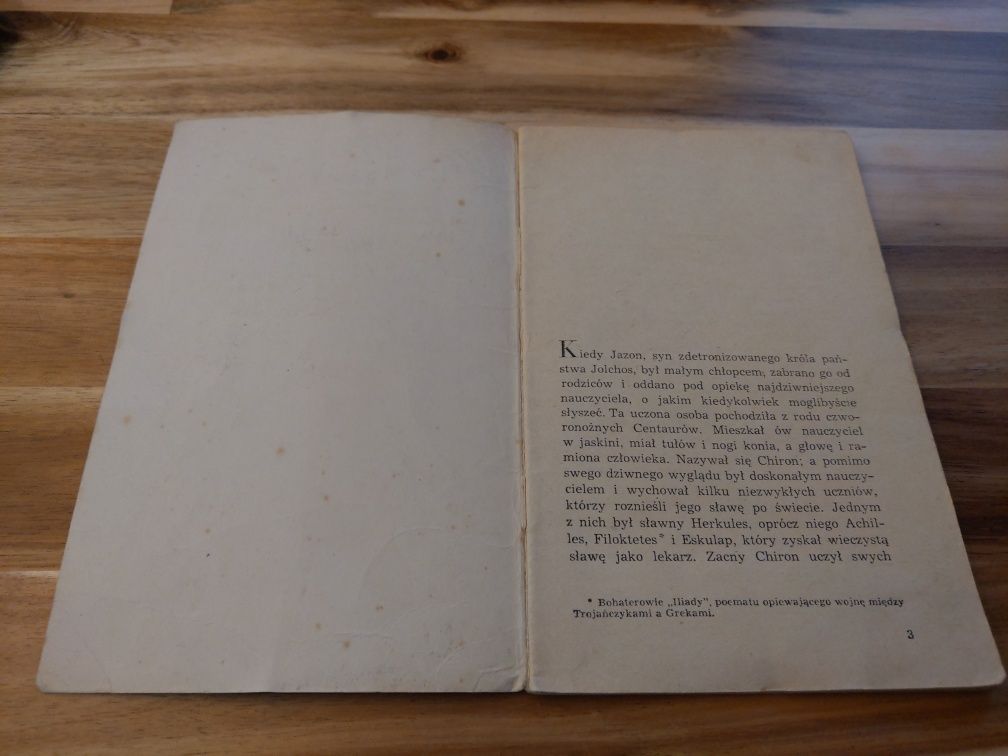 Kiedy Jazon, syn zdetronizowanego króla pań-
stwa Jolchos, był małym chłopcem, zabrano go od
rodziców i oddano pod opiekę najdziwniejszego
nauczyciela, o jakim kiedykolwiek moglibyście
słyszeć. Ta uczona osoba pochodziła z rodu czwo-
ronożnych Centaurów. Mieszkał ów nauczyciel
w jaskini, miał tułów i nogi konia, a głowę i ra-
miona człowieka. Nazywał się Chiron, a pomimo
swego dziwnego wyglądu był doskonałym nauczy-
cielem i wychował kilku niezwykłych uczniów,
którzy roznieśli jego sławę po świecie. Jednym
z nich był sławny Herkules, oprócz niego Achil-
les, Filoktetes* i Eskulap, który zyskał wieczystą
sławę jako lekarz. Zacny Chiron uczył swych
* Bohaterowie „Iliady”, poematu opiewającego wojnę między
Trojańczykami a Grekami.
3